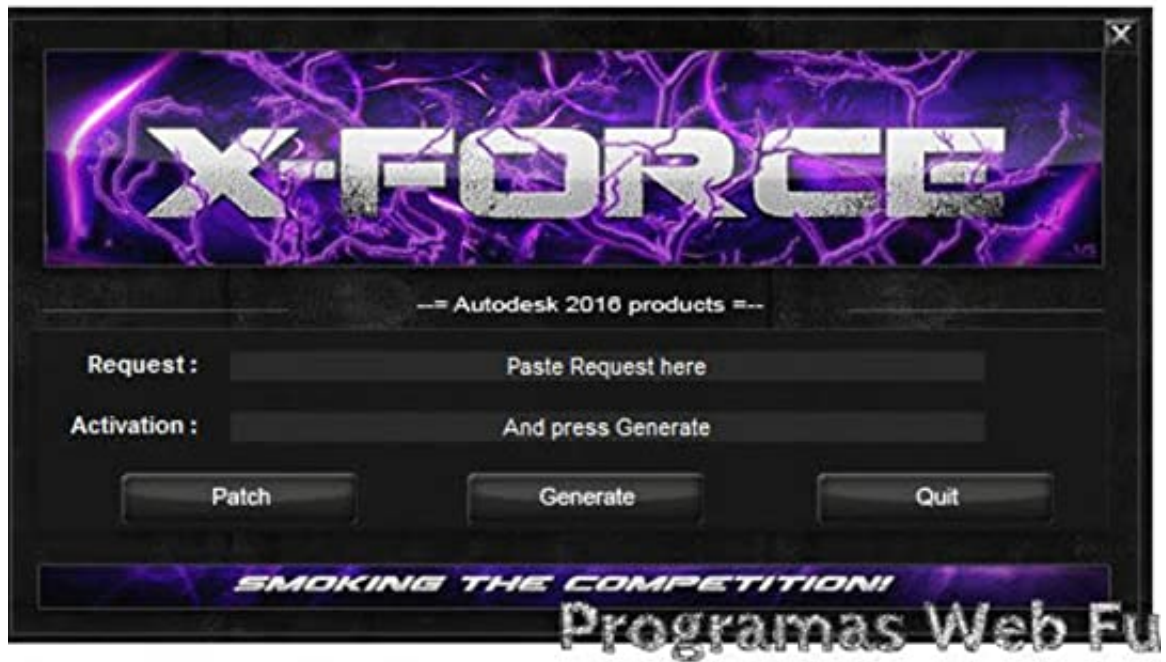 X-FORCE
--= Autodesk 2016 products =--
Request :
Paste Request here
Activation :
And press Generate
Patch
Generate
Quit
SMOKING THE COMPETITION!
Programas Web Fu